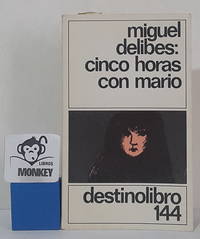 miguel
delibes:
cinco horas
con mario
LIBROS
MONKEY
destinolibro
144